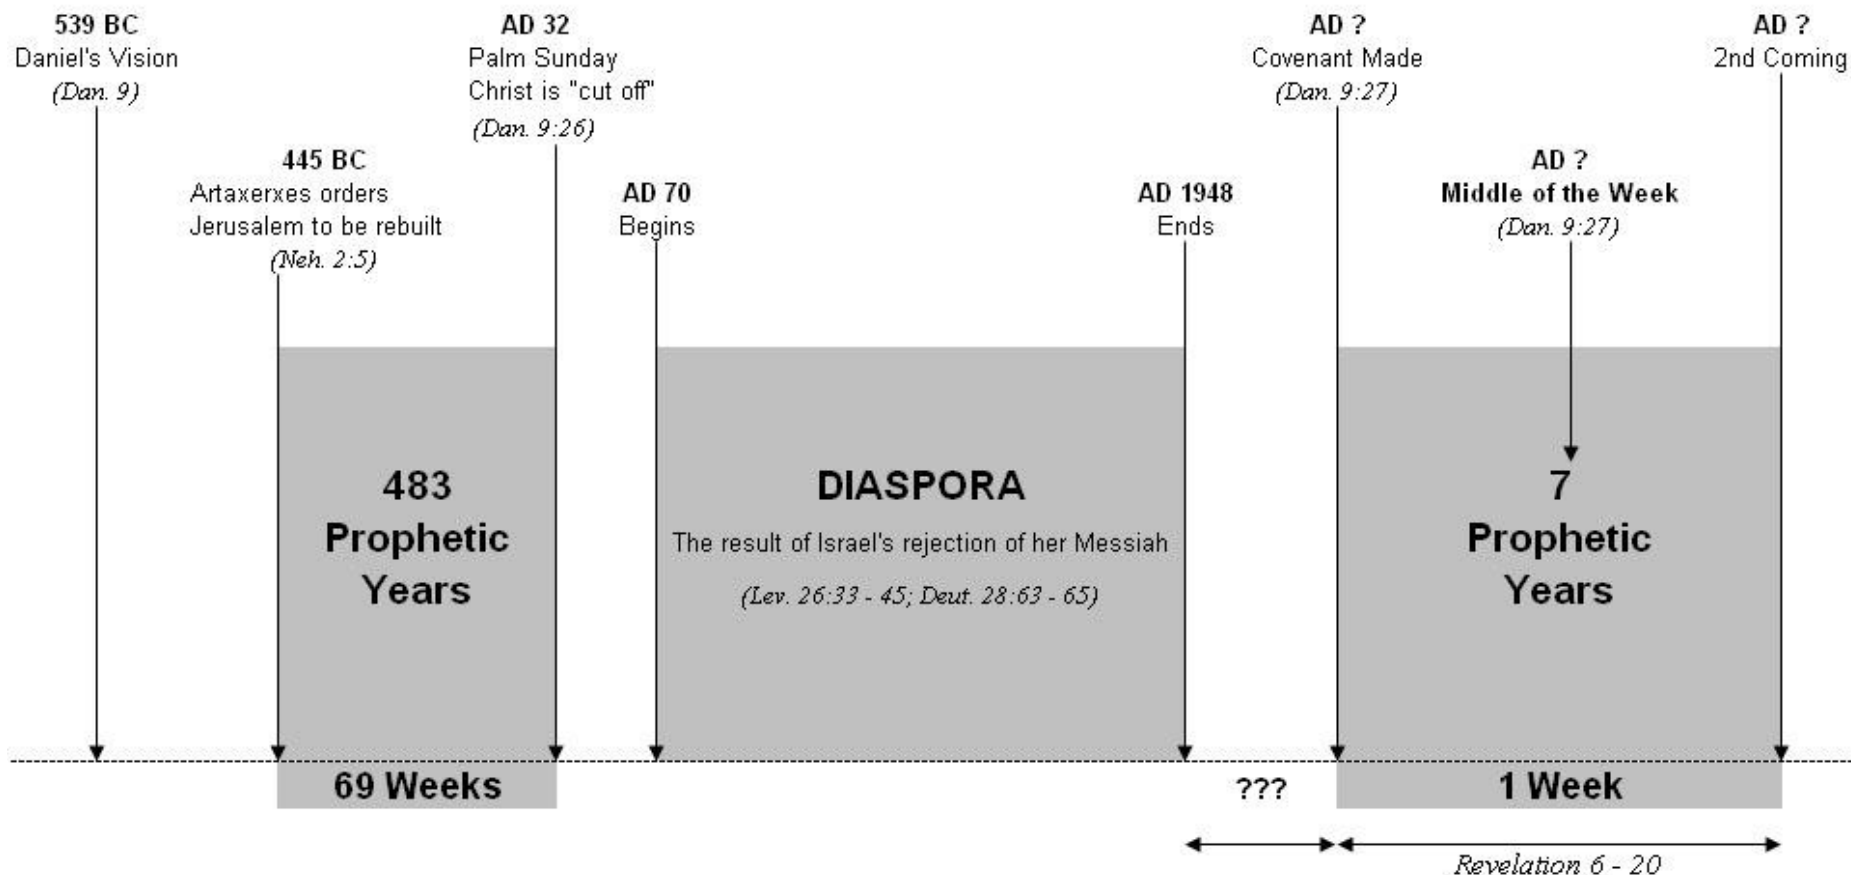 539 BC
Daniel's Vision
(Dan. 9)
445 BC
Artaxerxes orders
Jerusalem to be rebuilt
(Neh. 2:5)
AD 32
Palm Sunday
Christ is "cut off"
(Dan. 9:26)
AD 70
Begins
AD 1948
Ends
AD ?
Covenant Made
(Dan. 9:27)
AD ?
Middle of the Week
(Dan. 9:27)
AD ?
2nd Coming
483
Prophetic
Years
DIASPORA
The result of Israel's rejection of her Messiah
(Lev. 26:33 - 45; Deut. 28:63 - 65)
7
Prophetic
Years
69 Weeks
???
1 Week
Revelation 6 - 20